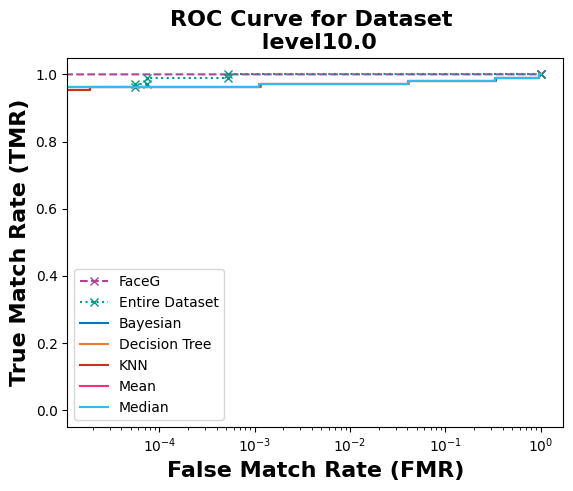 ROC Curve for Dataset
level10.0
True Match Rate (TMR)
1.0
0.8
0.6
0.4
0.2
0.0
FaceG
Entire Dataset
Bayesian
Decision Tree
KNN
Mean
Median
10⁻⁴
10⁻³
10⁻²
10⁻¹
10⁰
False Match Rate (FMR)